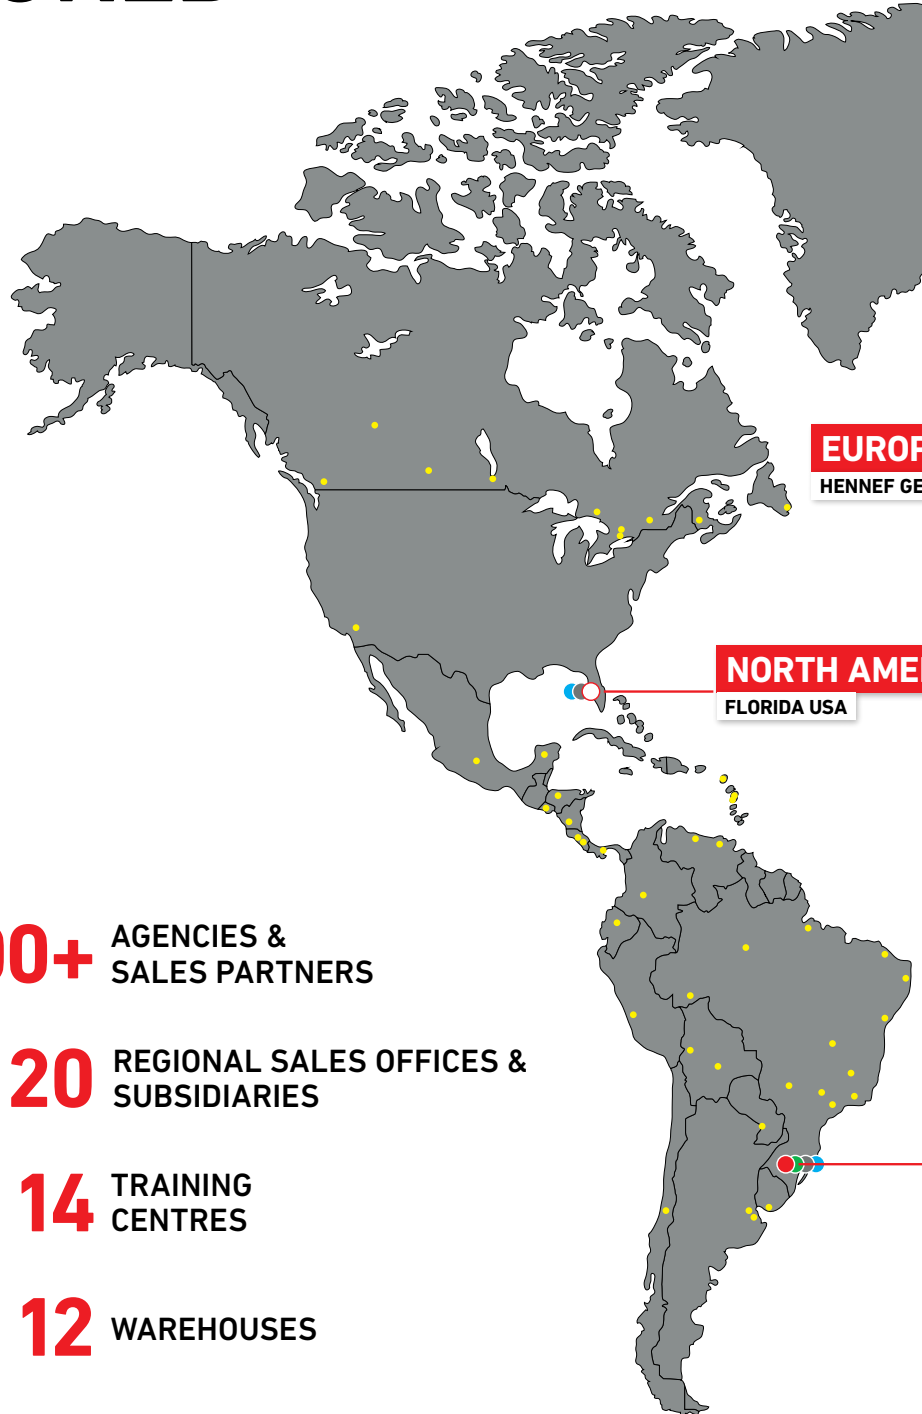 EUROP
HENNEF GE
NORTH AME
FLORIDA USA
00+ AGENCIES &
SALES PARTNERS
20 REGIONAL SALES OFFICES &
SUBSIDIARIES
14 TRAINING
CENTRES
12 WAREHOUSES